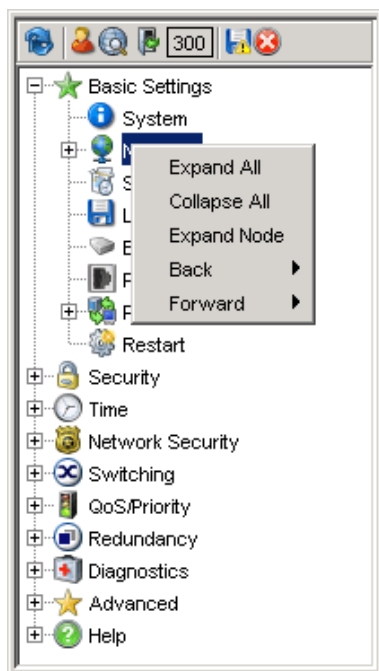 300
Basic Settings
System
Expand All
Collapse All
Expand Node
Back
Forward
Restart
Security
Time
Network Security
Switching
QoS/Priority
Redundancy
Diagnostics
Advanced
Help